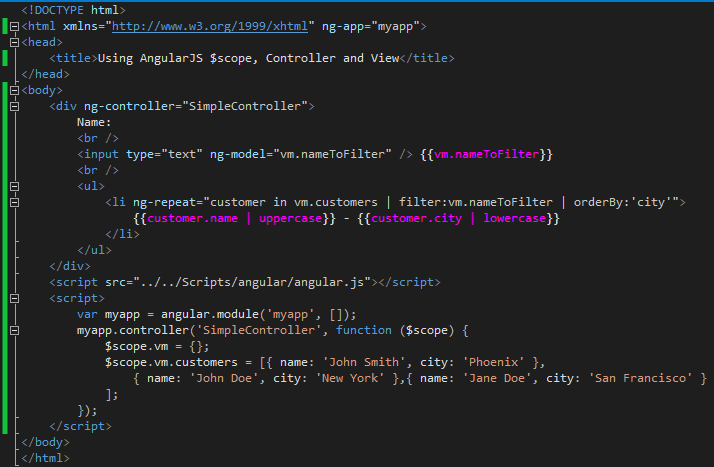 <!DOCTYPE html>
<html xmlns="http://www.w3.org/1999/xhtml" ng-app="myapp">
<head>
    <title>Using AngularJS $scope, Controller and View</title>
</head>
<body>
    <div ng-controller="SimpleController">
        Name:
        <br />
        <input type="text" ng-model="vm.nameToFilter" /> {{vm.nameToFilter}}
        <br />
        <ul>
            <li ng-repeat="customer in vm.customers | filter:vm.nameToFilter | orderBy:'city'">
                {{customer.name | uppercase}} - {{customer.city | lowercase}}
            </li>
        </ul>
    </div>
    <script src="../../Scripts/angular/angular.js"></script>
    <script>
        var myapp = angular.module('myapp', []);
        myapp.controller('SimpleController', function ($scope) {
            $scope.vm = {};
            $scope.vm.customers = [{ name: 'John Smith', city: 'Phoenix' },
                { name: 'John Doe', city: 'New York' },{ name: 'Jane Doe', city: 'San Francisco' }
            ];
        });
    </script>
</body>
</html>